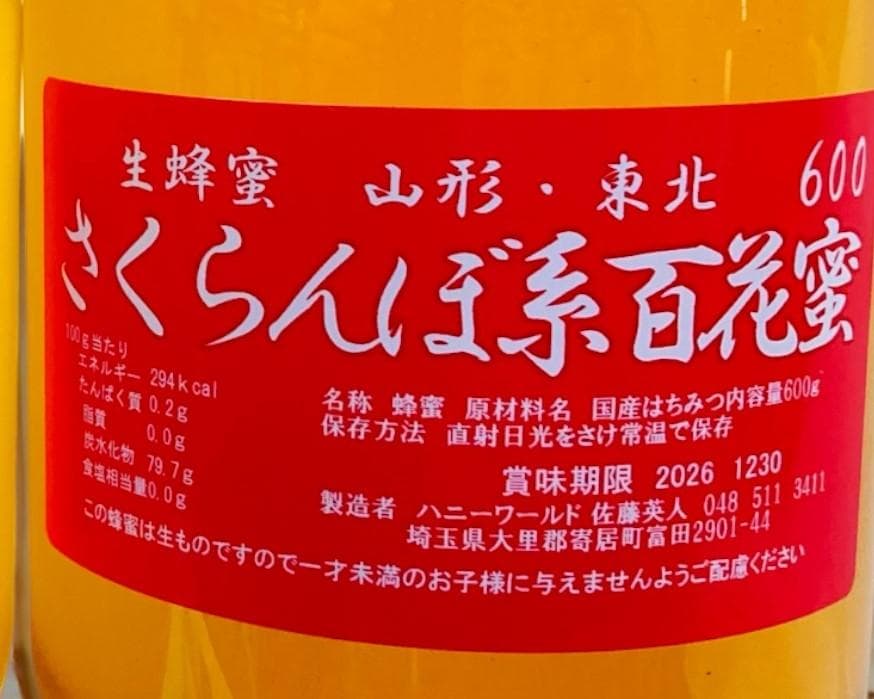 生蜂蜜 山形・東北 600
さくらんぼ系百花蜜
100g当たり
エネルギー 294kcal
たんぱく質 0.2g
脂質 0.0g
炭水化物 79.7g
食塩相当量0.0g
名称 蜂蜜 原材料名 国産はちみつ内容量600g
保存方法 直射日光をさけ常温で保存
賞味期限 2026 1230
製造者 ハニーワールド 佐藤英人 048 511 3411
埼玉県大里郡寄居町富田2901-44
この蜂蜜は生ものですので一才未満のお子様に与えませんようご配慮ください